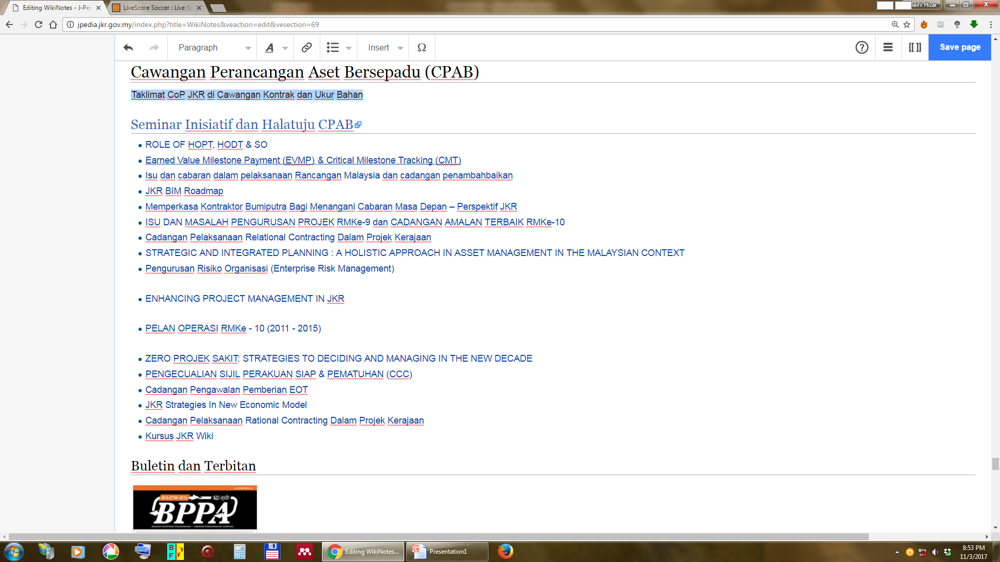 Editing WikiNotes - J-Pe
LiveScore Soccer : Live S
hairil Hizar
jpedia.jkr.gov.my/index.php?title=WikiNotes&veaction=edit&vesection=69
Paragraph
A
Insert
Ω
?
Save page
Cawangan Perancangan Aset Bersepadu (CPAB)
Taklimat CoP JKR di Cawangan Kontrak dan Ukur Bahan
Seminar Inisiatif dan Halatuju CPAB
• ROLE OF HOPT, HODT & SO
• Earned Value Milestone Payment (EVMP) & Critical Milestone Tracking (CMT)
• Isu dan cabaran dalam pelaksanaan Rancangan Malaysia dan cadangan penambahbaikan
• JKR BIM Roadmap
• Memperkasa Kontraktor Bumiputra Bagi Menangani Cabaran Masa Depan – Perspektif JKR
• ISU DAN MASALAH PENGURUSAN PROJEK RMKe-9 dan CADANGAN AMALAN TERBAIK RMKe-10
• Cadangan Pelaksanaan Relational Contracting Dalam Projek Kerajaan
• STRATEGIC AND INTEGRATED PLANNING : A HOLISTIC APPROACH IN ASSET MANAGEMENT IN THE MALAYSIAN CONTEXT
• Pengurusan Risiko Organisasi (Enterprise Risk Management)
• ENHANCING PROJECT MANAGEMENT IN JKR
• PELAN OPERASI RMKe - 10 (2011 - 2015)
• ZERO PROJEK SAKIT: STRATEGIES TO DECIDING AND MANAGING IN THE NEW DECADE
• PENGECUALIAN SIJIL PERAKUAN SIAP & PEMATUHAN (CCC)
• Cadangan Pengawalan Pemberian EOT
• JKR Strategies In New Economic Model
• Cadangan Pelaksanaan Rational Contracting Dalam Projek Kerajaan
• Kursus JKR Wiki
Buletin dan Terbitan
BULETIN 2016
BPPA
Editing WikiNotes...
Presentation1
8:53 PM
11/3/2017